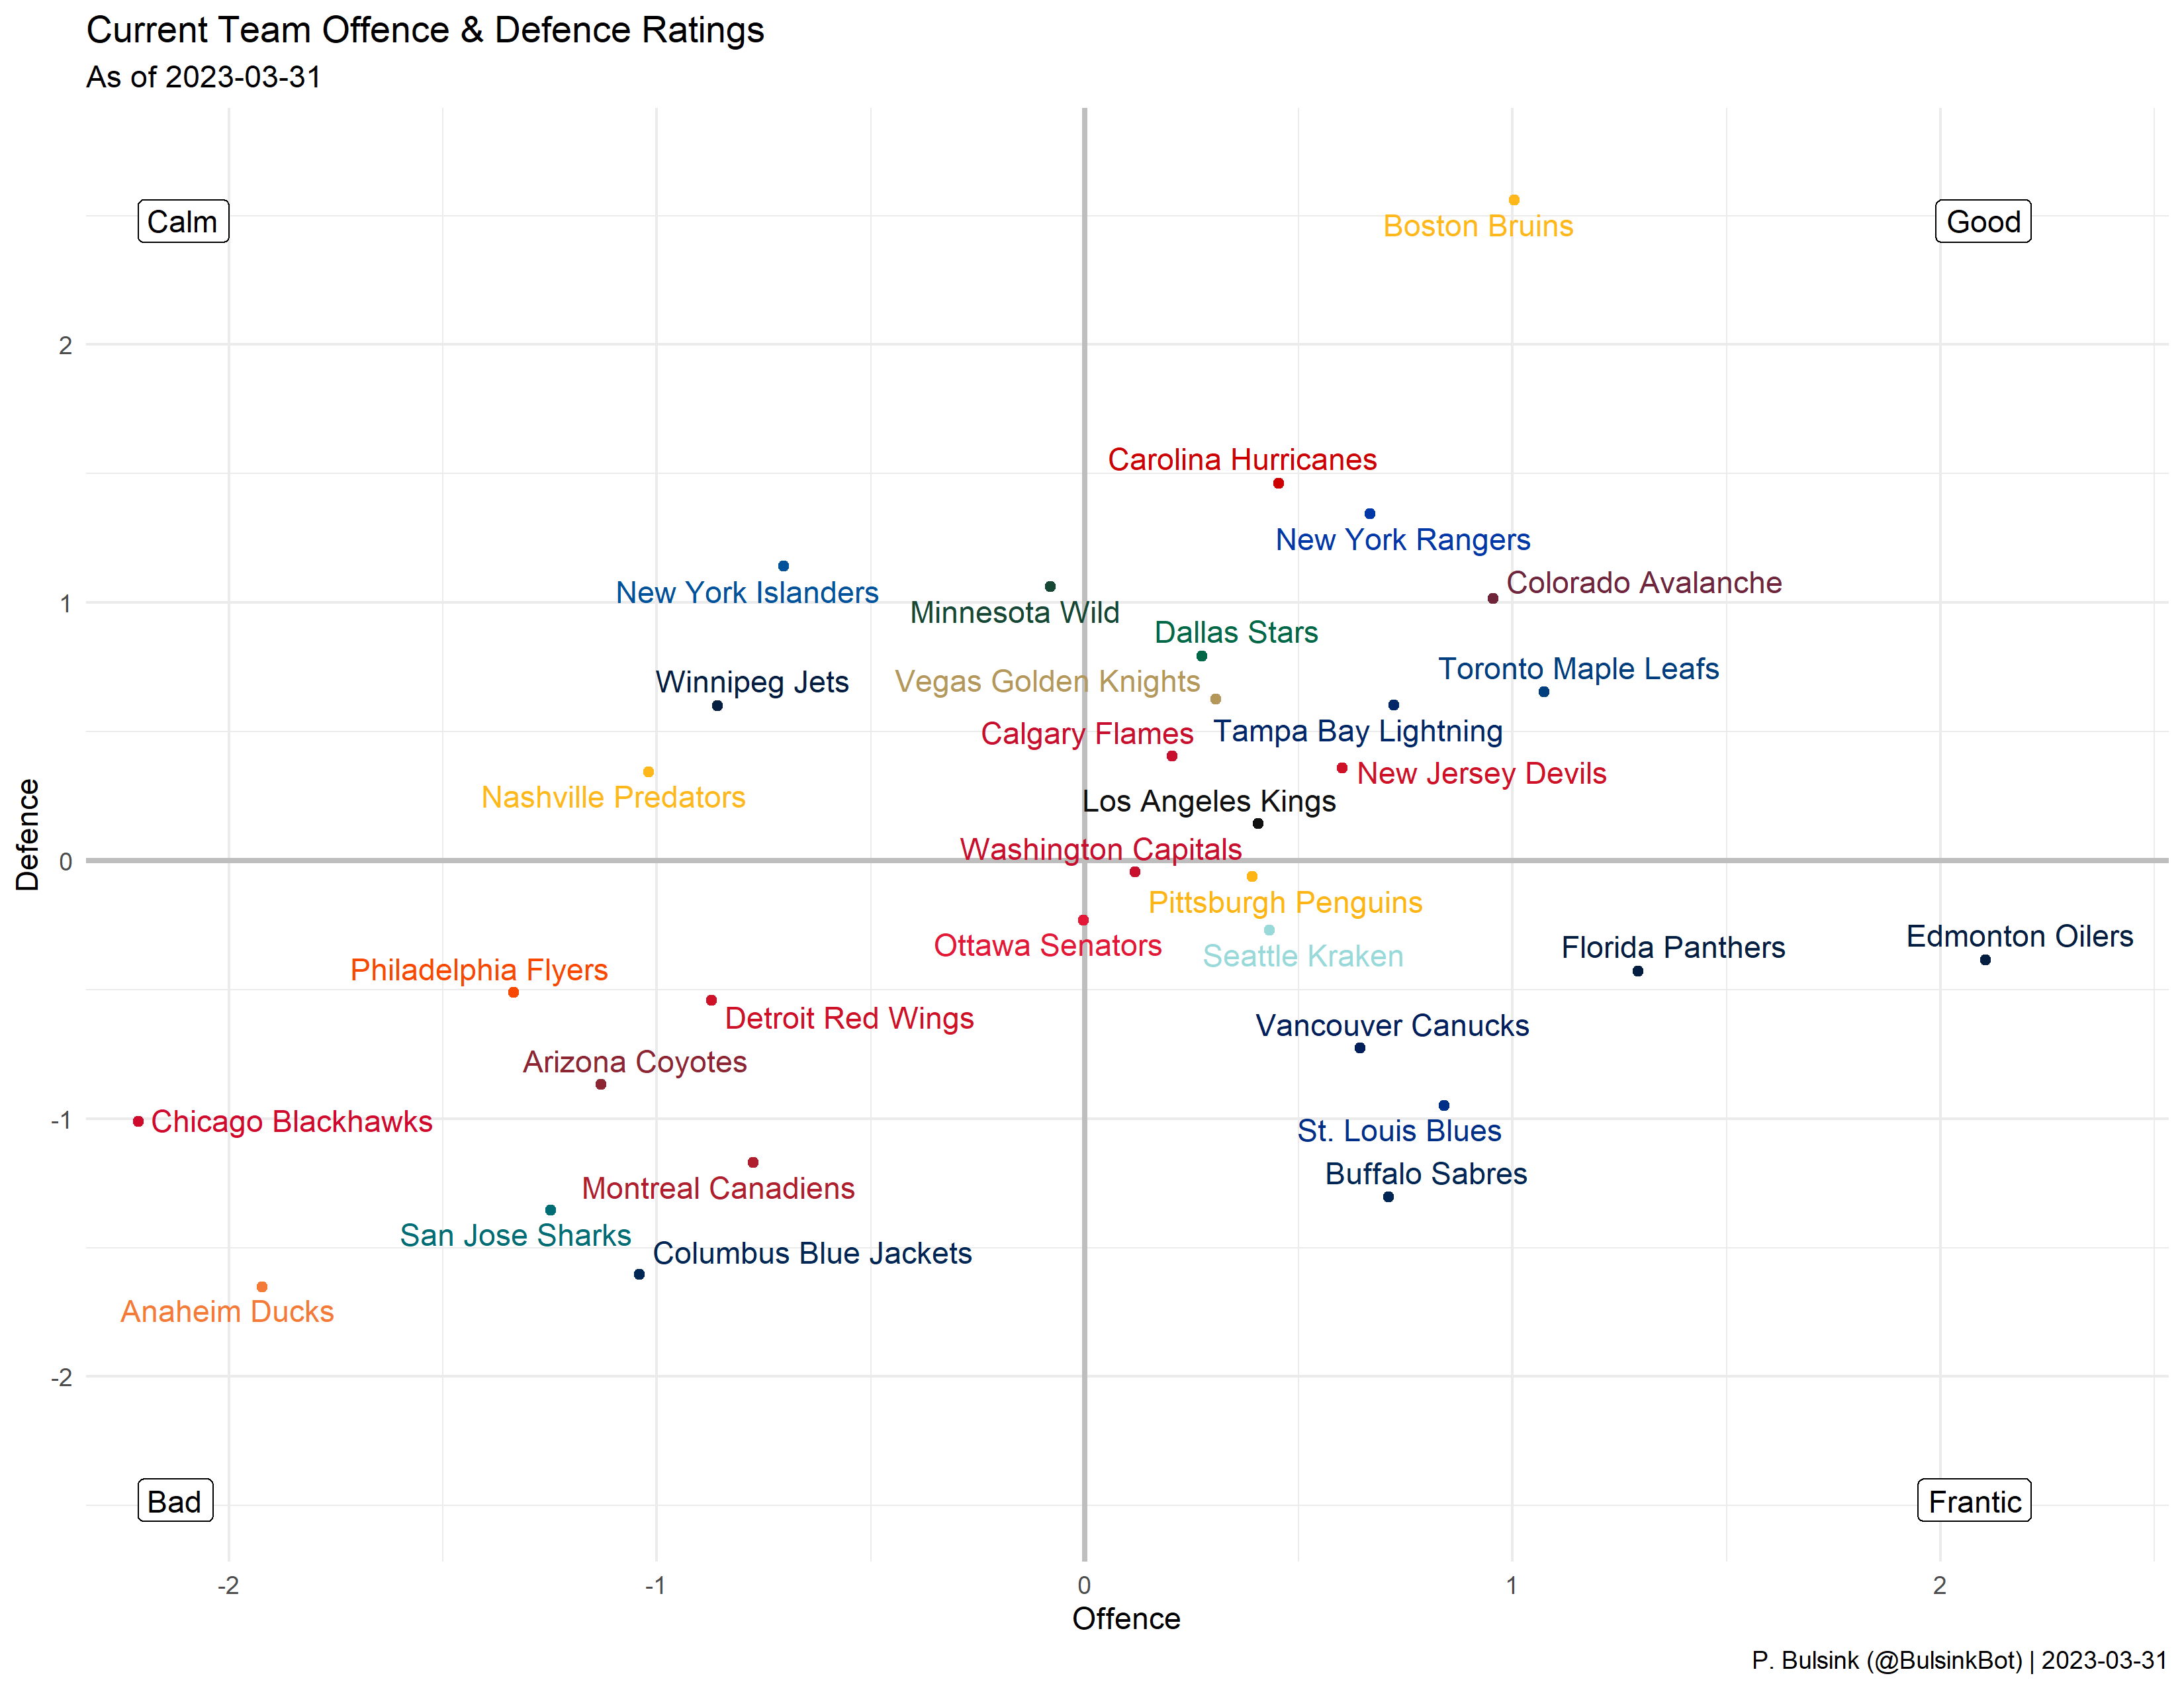 Current Team Offence & Defence Ratings
As of 2023-03-31
Calm
Good
Boston Bruins
2
Carolina Hurricanes
New York Rangers
Colorado Avalanche
New York Islanders
1
Minnesota Wild
Dallas Stars
Toronto Maple Leafs
Winnipeg Jets
Vegas Golden Knights
Tampa Bay Lightning
Calgary Flames
New Jersey Devils
Nashville Predators
Los Angeles Kings
Defence
Washington Capitals
0
Pittsburgh Penguins
Edmonton Oilers
Ottawa Senators
Florida Panthers
Seattle Kraken
Philadelphia Flyers
Detroit Red Wings
Vancouver Canucks
Arizona Coyotes
-1
Chicago Blackhawks
St. Louis Blues
Buffalo Sabres
Montreal Canadiens
San Jose Sharks
Columbus Blue Jackets
Anaheim Ducks
-2
Bad
Frantic
-2 -1 0 1 2
Offence
P. Bulsink (@BulsinkBot) | 2023-03-31